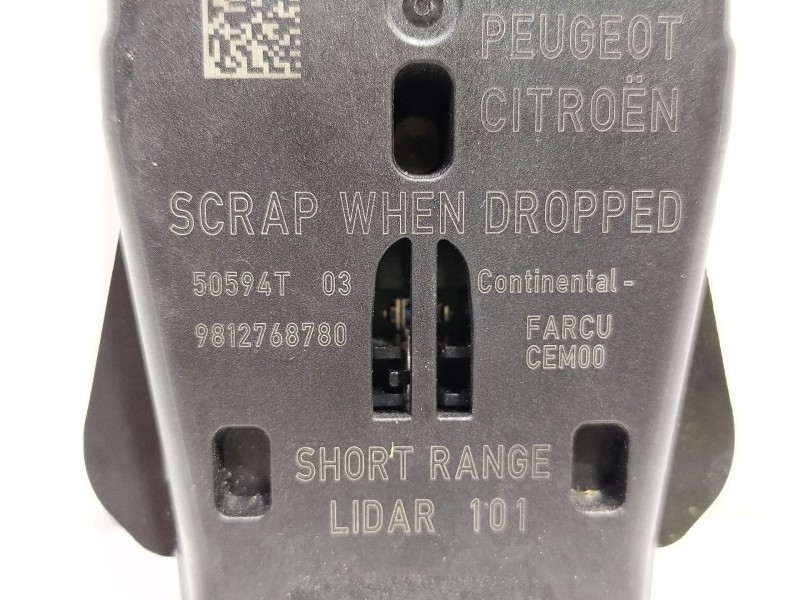 PEUGEOT
CITROËN
SCRAP WHEN DROPPED
50594T 03
9812768780
Continental-
FARCU
CEM00
SHORT RANGE
LIDAR 101